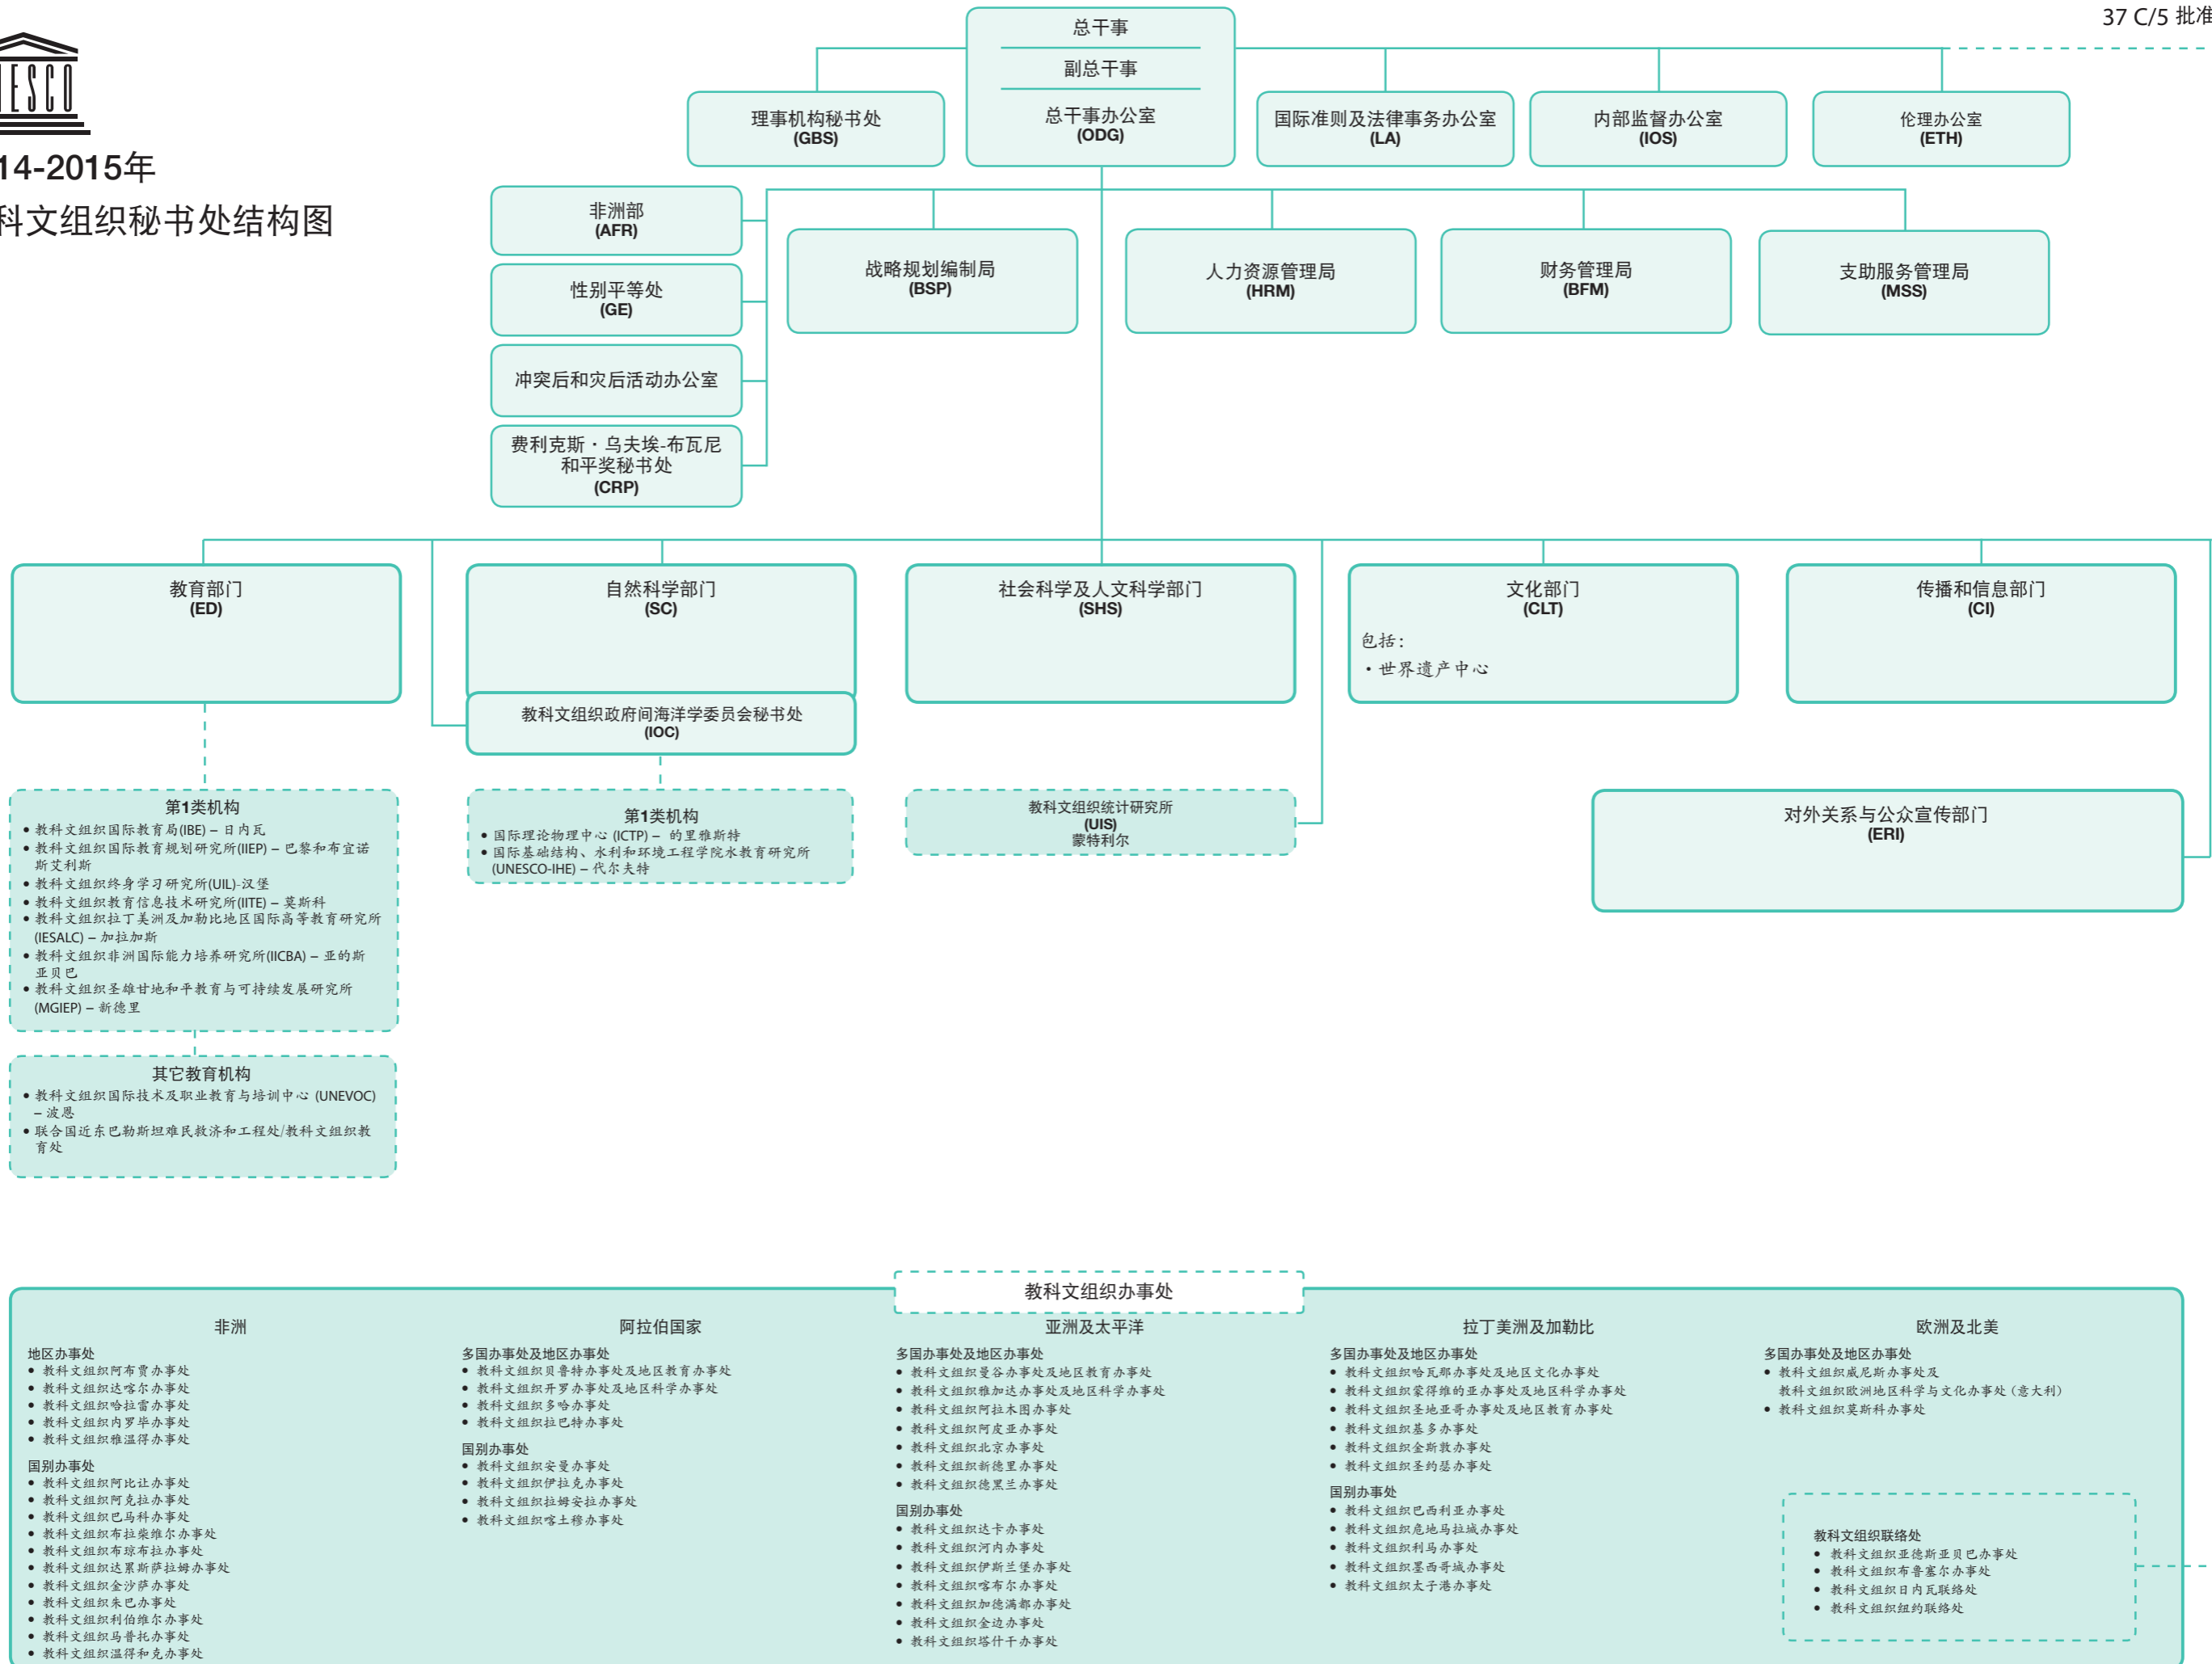 37 C/5 批准
ESCO
14-2015年
科文组织秘书处结构图
总干事
副总干事
总干事办公室
(ODG)
理事机构秘书处
(GBS)
国际准则及法律事务办公室
(LA)
内部监督办公室
(IOS)
伦理办公室
(ETH)
非洲部
(AFR)
性别平等处
(GE)
冲突后和灾后活动办公室
费利克斯・乌夫埃-布瓦尼
和平奖秘书处
(CRP)
战略规划编制局
(BSP)
人力资源管理局
(HRM)
财务管理局
(BFM)
支助服务管理局
(MSS)
教育部门
(ED)
自然科学部门
(SC)
教科文组织政府间海洋学委员会秘书处
(IOC)
社会科学及人文科学部门
(SHS)
文化部门
(CLT)
包括：
・世界遗产中心
传播和信息部门
(CI)
第1类机构
• 教科文组织国际教育局(IBE) – 日内瓦
• 教科文组织国际教育规划研究所(IIEP) – 巴黎和布宜诺
斯艾利斯
• 教科文组织终身学习研究所(UIL)-汉堡
• 教科文组织教育信息技术研究所(IITE) – 莫斯科
• 教科文组织拉丁美洲及加勒比地区国际高等教育研究所
(IESALC) – 加拉加斯
• 教科文组织非洲国际能力培养研究所(IICBA) – 亚的斯
亚贝巴
• 教科文组织圣雄甘地和平教育与可持续发展研究所
(MGIEP) – 新德里
其它教育机构
• 教科文组织国际技术及职业教育与培训中心 (UNEVOC)
– 波恩
• 联合国近东巴勒斯坦难民救济和工程处/教科文组织教
育处
第1类机构
• 国际理论物理中心 (ICTP) – 的里雅斯特
• 国际基础结构、水利和环境工程学院水教育研究所
(UNESCO-IHE) – 代尔夫特
教科文组织统计研究所
(UIS)
蒙特利尔
对外关系与公众宣传部门
(ERI)
教科文组织办事处
非洲
地区办事处
• 教科文组织阿布贾办事处
• 教科文组织达喀尔办事处
• 教科文组织哈拉雷办事处
• 教科文组织内罗毕办事处
• 教科文组织雅温得办事处
国别办事处
• 教科文组织阿比让办事处
• 教科文组织阿克拉办事处
• 教科文组织巴马科办事处
• 教科文组织布拉柴维尔办事处
• 教科文组织布琼布拉办事处
• 教科文组织达累斯萨拉姆办事处
• 教科文组织金沙萨办事处
• 教科文组织朱巴办事处
• 教科文组织利伯维尔办事处
• 教科文组织马普托办事处
• 教科文组织温得和克办事处
阿拉伯国家
多国办事处及地区办事处
• 教科文组织贝鲁特办事处及地区教育办事处
• 教科文组织开罗办事处及地区科学办事处
• 教科文组织多哈办事处
• 教科文组织拉巴特办事处
国别办事处
• 教科文组织安曼办事处
• 教科文组织伊拉克办事处
• 教科文组织拉姆安拉办事处
• 教科文组织喀土穆办事处
亚洲及太平洋
多国办事处及地区办事处
• 教科文组织曼谷办事处及地区教育办事处
• 教科文组织雅加达办事处及地区科学办事处
• 教科文组织阿拉木图办事处
• 教科文组织阿皮亚办事处
• 教科文组织北京办事处
• 教科文组织新德里办事处
• 教科文组织德黑兰办事处
国别办事处
• 教科文组织达卡办事处
• 教科文组织河内办事处
• 教科文组织伊斯兰堡办事处
• 教科文组织喀布尔办事处
• 教科文组织加德满都办事处
• 教科文组织金边办事处
• 教科文组织塔什干办事处
拉丁美洲及加勒比
多国办事处及地区办事处
• 教科文组织哈瓦那办事处及地区文化办事处
• 教科文组织蒙得维的亚办事处及地区科学办事处
• 教科文组织圣地亚哥办事处及地区教育办事处
• 教科文组织基多办事处
• 教科文组织金斯敦办事处
• 教科文组织圣约瑟办事处
国别办事处
• 教科文组织巴西利亚办事处
• 教科文组织危地马拉城办事处
• 教科文组织利马办事处
• 教科文组织墨西哥城办事处
• 教科文组织太子港办事处
欧洲及北美
多国办事处及地区办事处
• 教科文组织威尼斯办事处及
教科文组织欧洲地区科学与文化办事处（意大利）
• 教科文组织莫斯科办事处
教科文组织联络处
• 教科文组织亚德斯亚贝巴办事处
• 教科文组织布鲁塞尔办事处
• 教科文组织日内瓦联络处
• 教科文组织纽约联络处